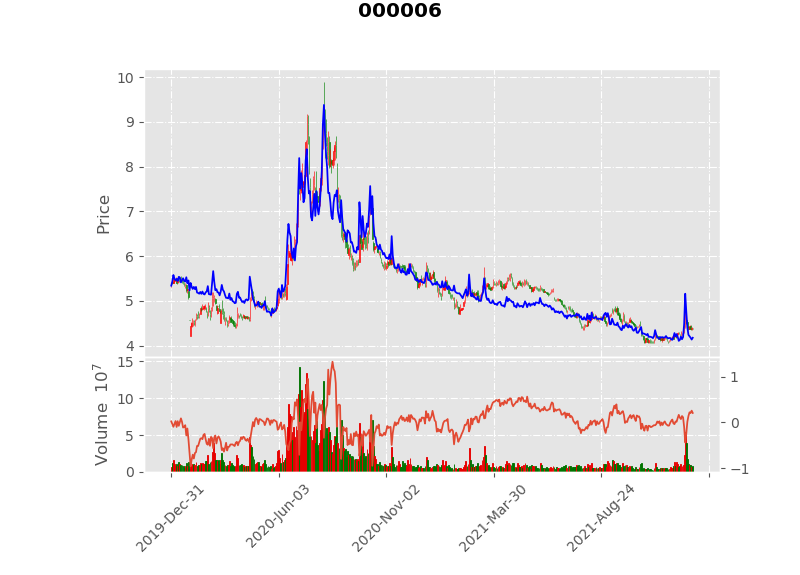 000006
10
9
8
7
6
5
4
Price
15
10
5
0
Volume 10^7
1
0
−1
2019-Dec-31
2020-Jun-03
2020-Nov-02
2021-Mar-30
2021-Aug-24